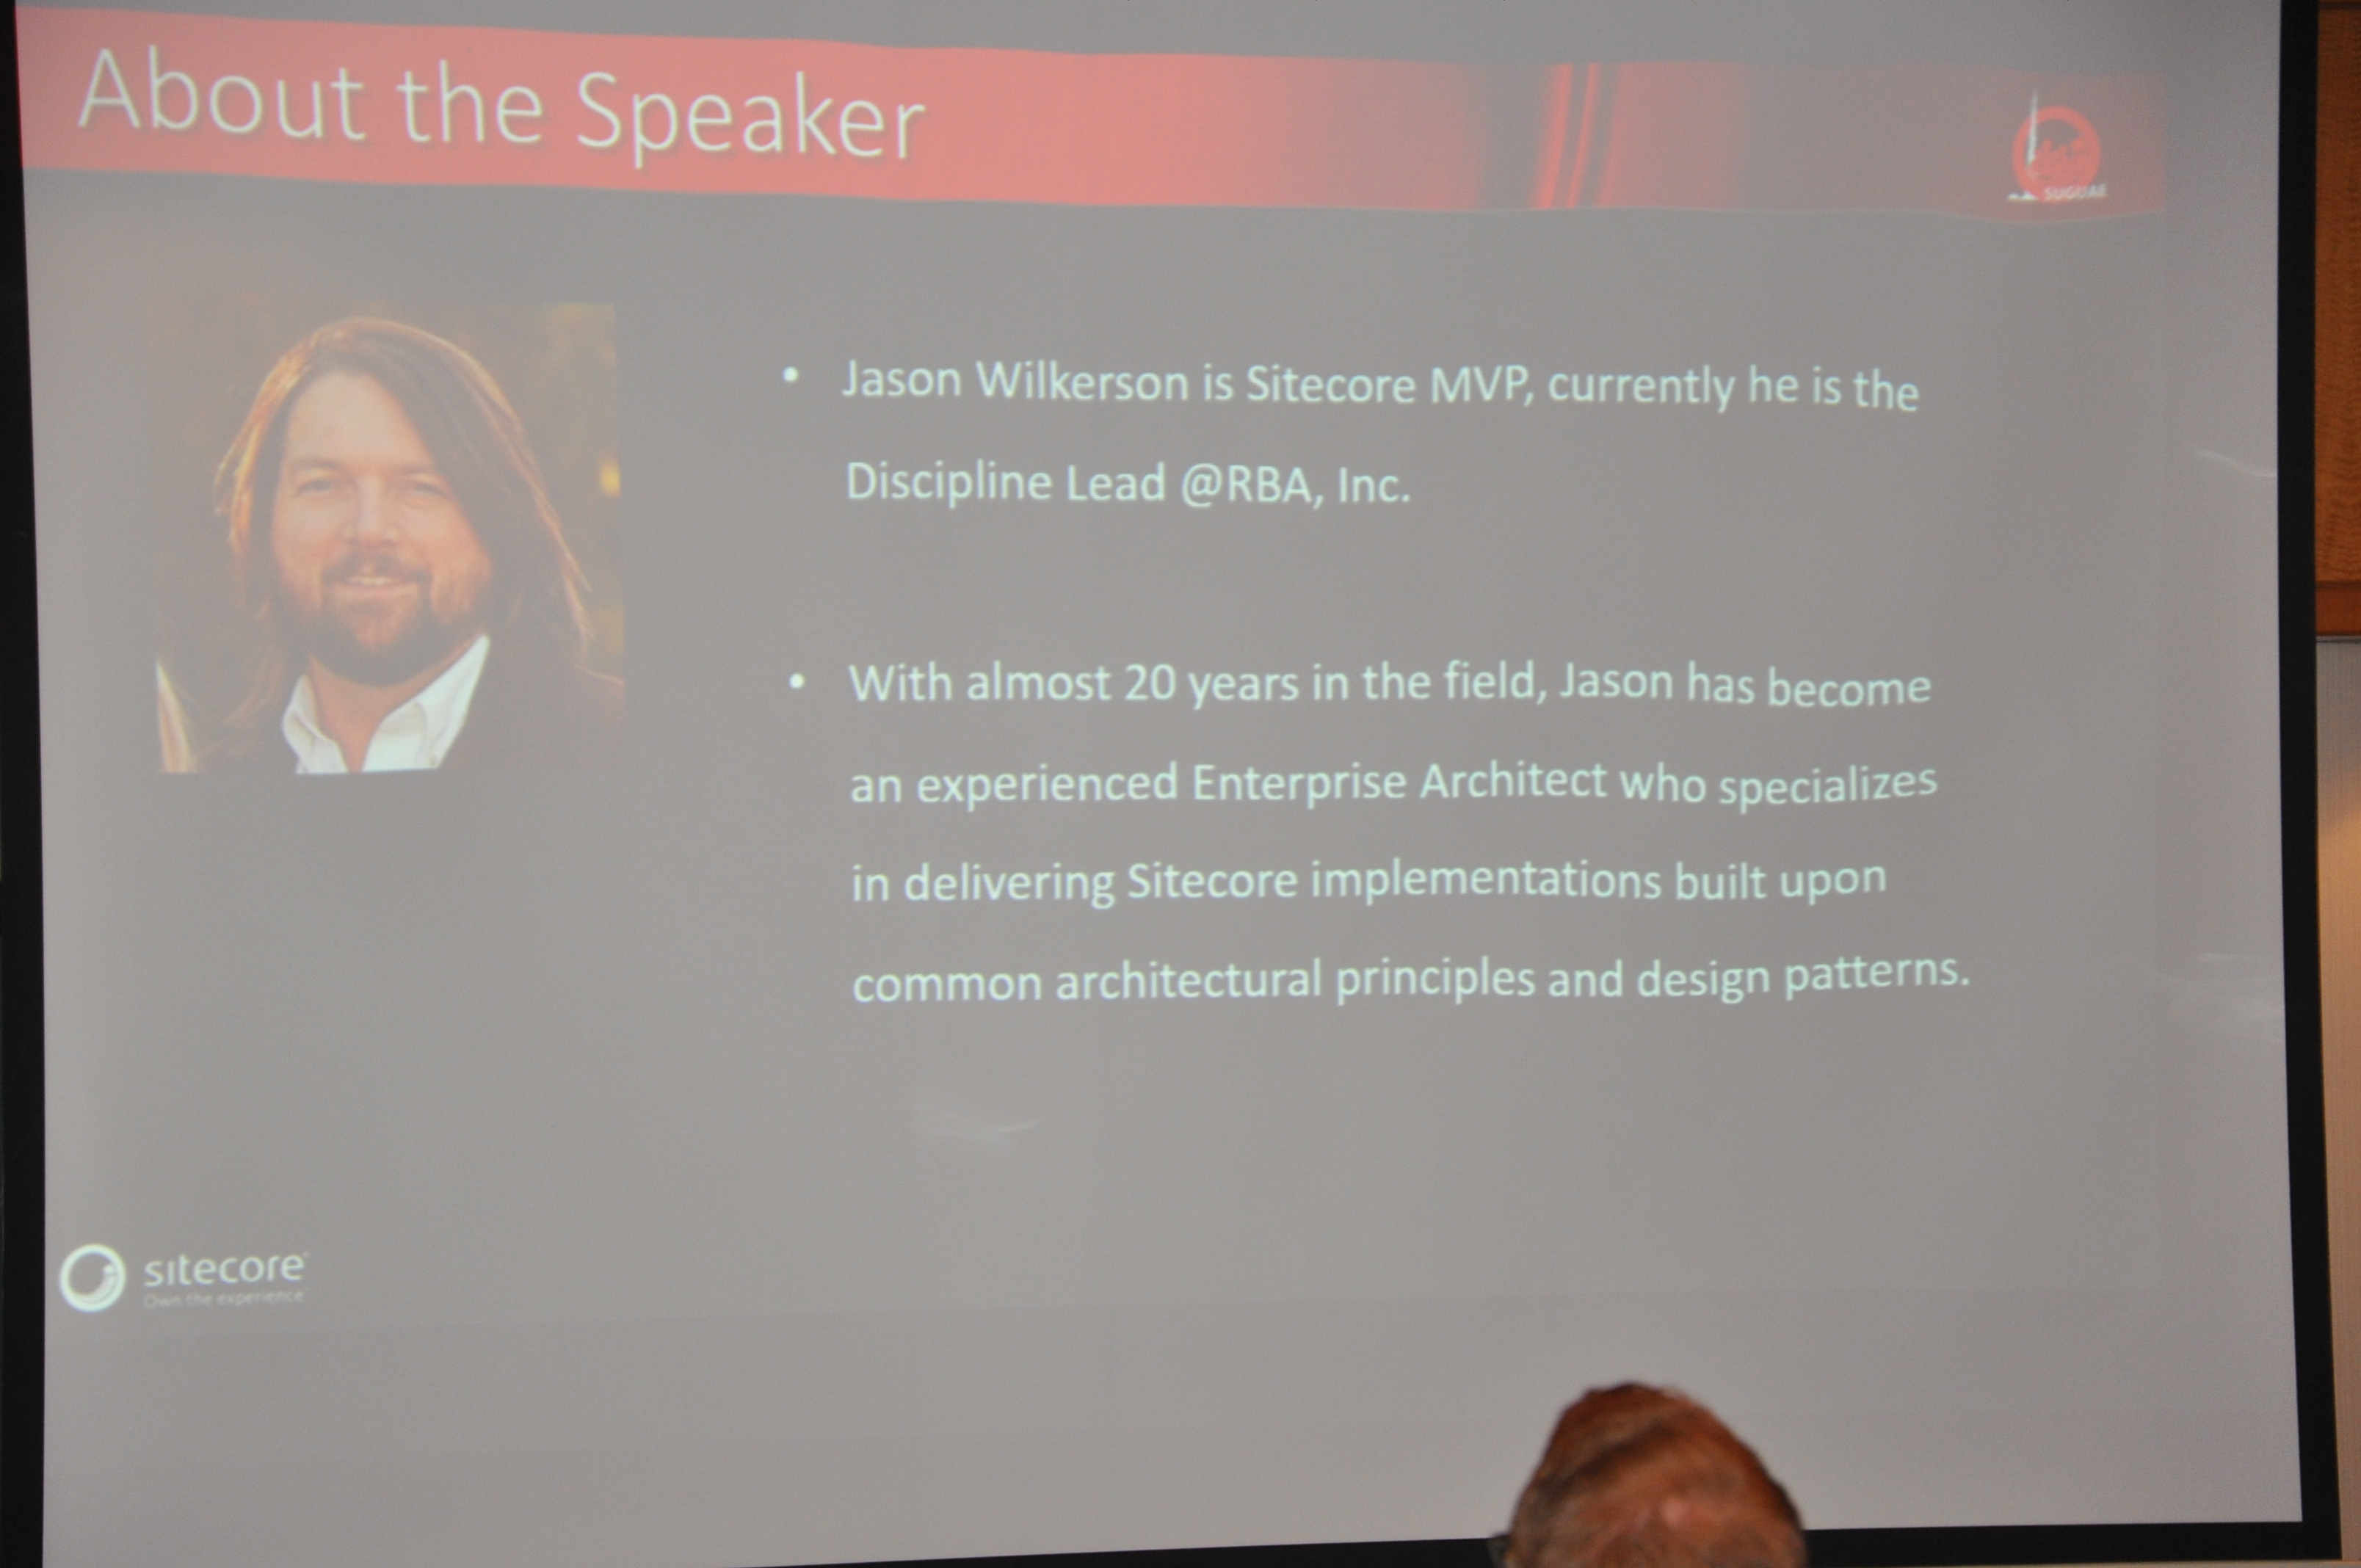 About the Speaker
SUGUAE
• Jason Wilkerson is Sitecore MVP, currently he is the
Discipline Lead @RBA, Inc.
• With almost 20 years in the field, Jason has become
an experienced Enterprise Architect who specializes
in delivering Sitecore implementations built upon
common architectural principles and design patterns.
sitecore®
Own the experience